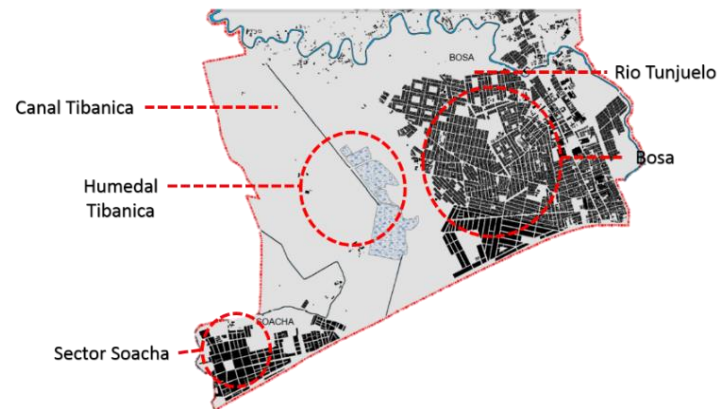 BOSA
Rio Tunjuelo
Canal Tibanica
Bosa
Humedal
Tibanica
SOACHA
Sector Soacha